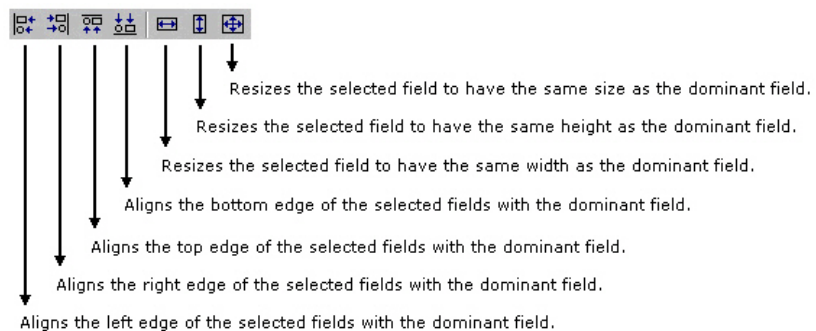 Resizes the selected field to have the same size as the dominant field.
Resizes the selected field to have the same height as the dominant field.
Resizes the selected field to have the same width as the dominant field.
Aligns the bottom edge of the selected fields with the dominant field.
Aligns the top edge of the selected fields with the dominant field.
Aligns the right edge of the selected fields with the dominant field.
Aligns the left edge of the selected fields with the dominant field.